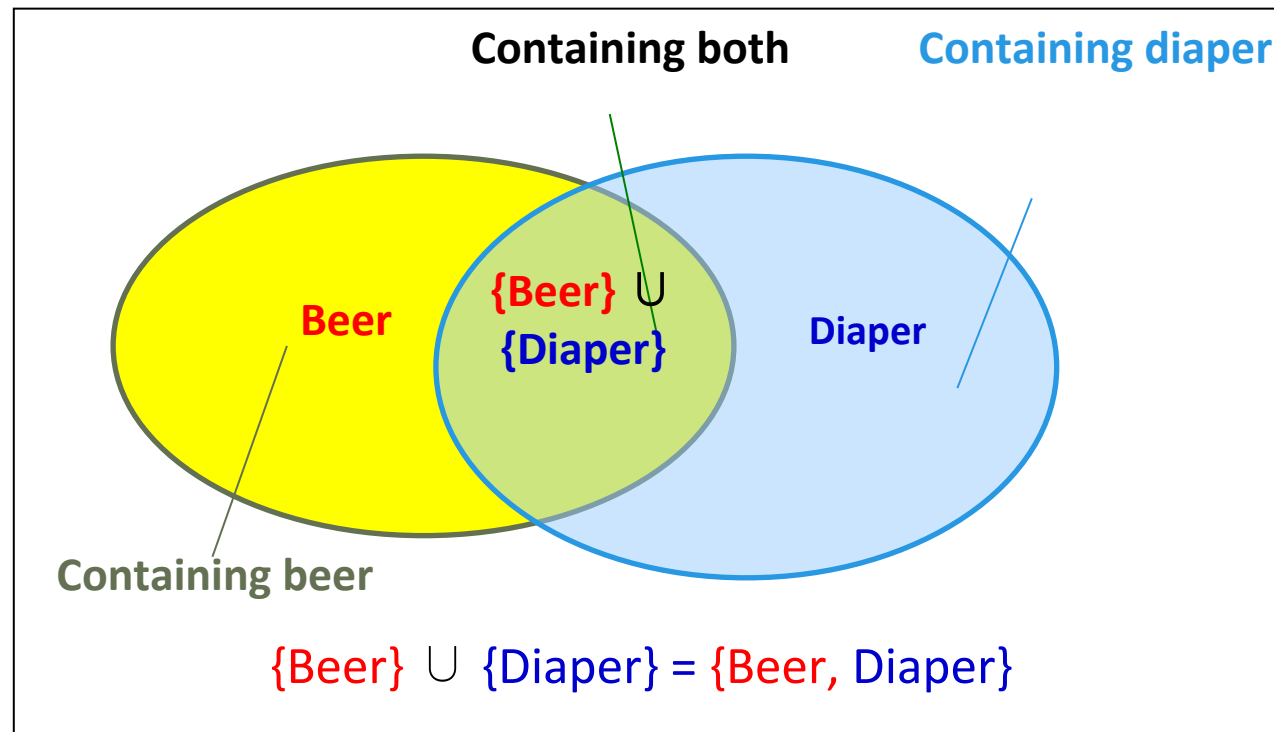 Containing both
Containing diaper
{Beer} ∪
{Diaper}
Beer
Diaper
Containing beer
{Beer} ∪ {Diaper} = {Beer, Diaper}